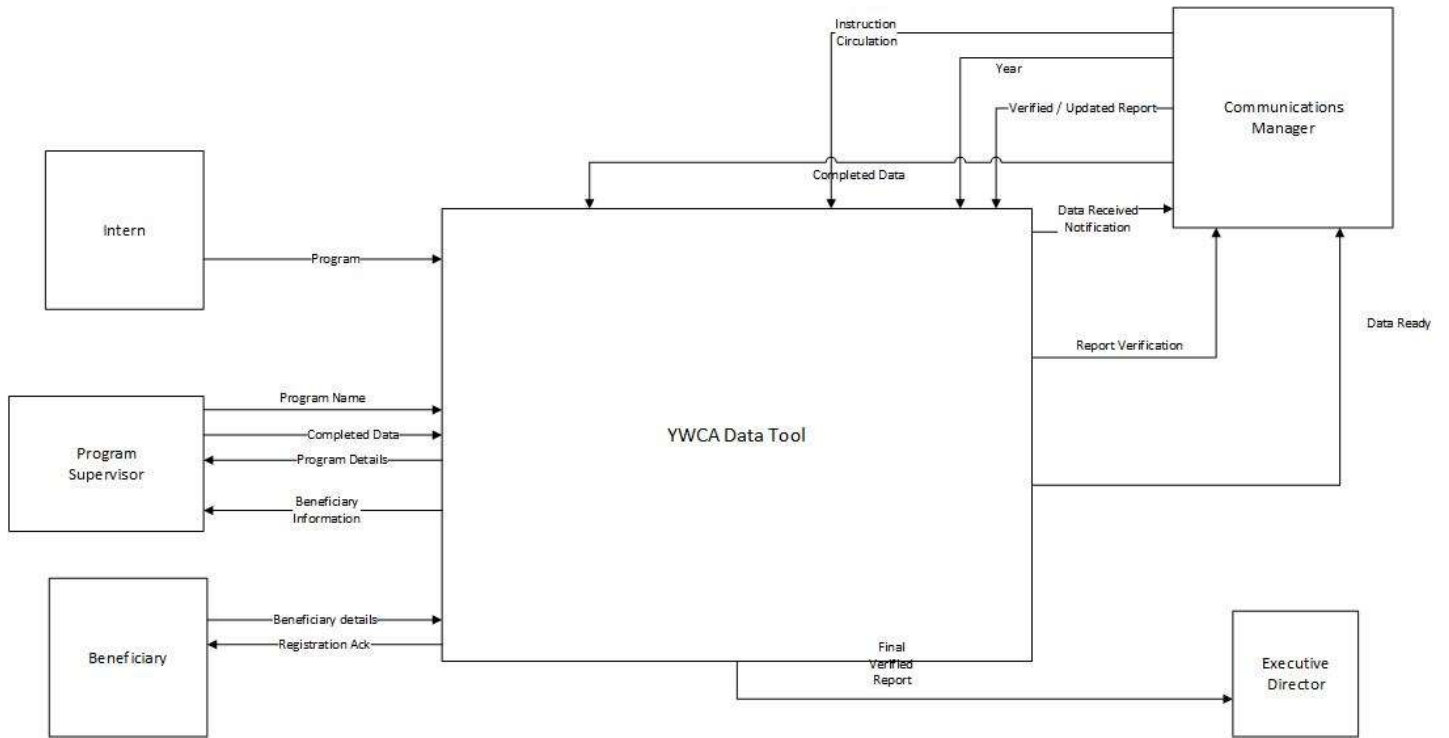 Instruction
Circulation
Year
Verified / Updated Report
Communications
Manager
Completed Data
Data Received
Notification
Intern
Program
Data Ready
Report Verification
Program Name
YWCA Data Tool
Completed Data
Program
Supervisor
Program Details
Beneficiary
Information
Beneficiary details
Registration Ack
Beneficiary
Final
Verified
Report
Executive
Director